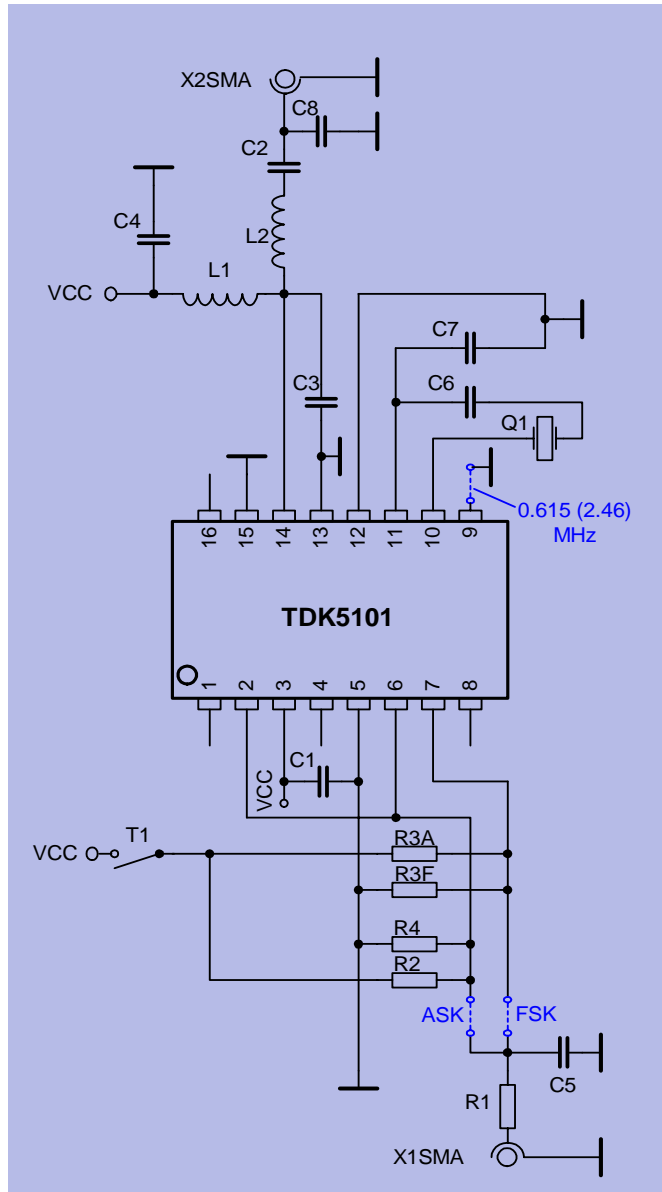 X2SMA
C8
C2
C4
L2
L1
VCC
C7
C3
C6
Q1
0.615 (2.46)
MHz
16 15 14 13 12 11 10 9
TDK5101
1 2 3 4 5 6 7 8
C1
VCC
T1
VCC
R3A
R3F
R4
R2
ASK
FSK
C5
R1
X1SMA